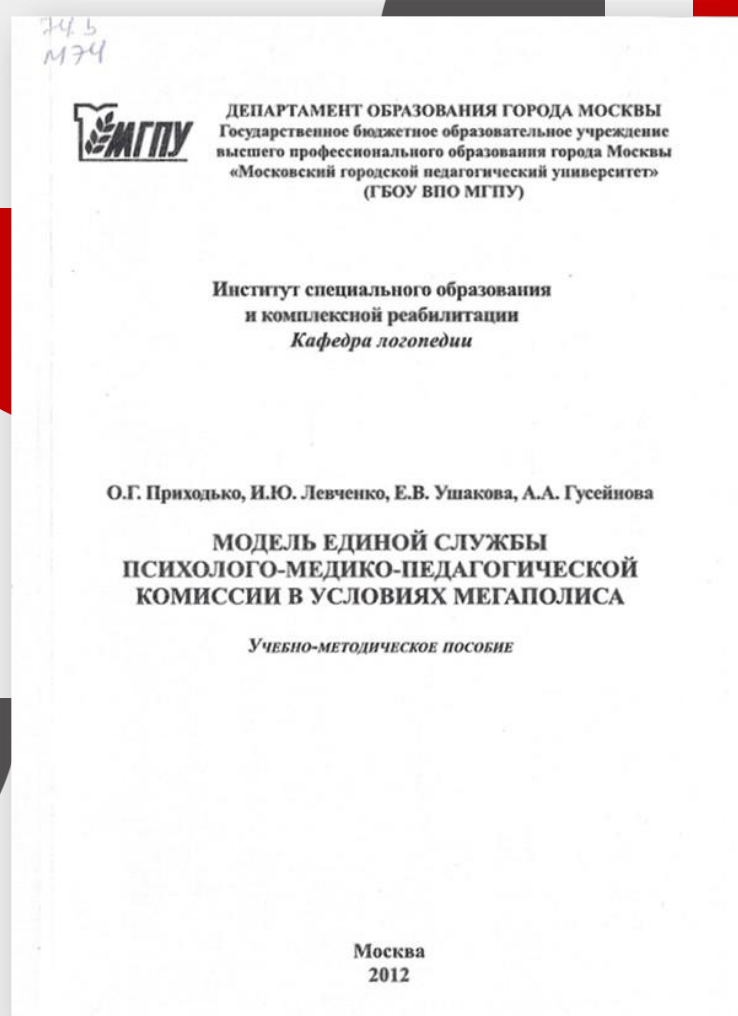 74.5
М74
МГПУ
ДЕПАРТАМЕНТ ОБРАЗОВАНИЯ ГОРОДА МОСКВЫ
Государственное бюджетное образовательное учреждение
высшего профессионального образования города Москвы
«Московский городской педагогический университет»
(ГБОУ ВПО МГПУ)
Институт специального образования
и комплексной реабилитации
Кафедра логопедии
О.Г. Приходько, И.Ю. Левченко, Е.В. Ушакова, А.А. Гусейнова
МОДЕЛЬ ЕДИНОЙ СЛУЖБЫ
ПСИХОЛОГО-МЕДИКО-ПЕДАГОГИЧЕСКОЙ
КОМИССИИ В УСЛОВИЯХ МЕГАПОЛИСА
Учебно-методическое пособие
Москва
2012